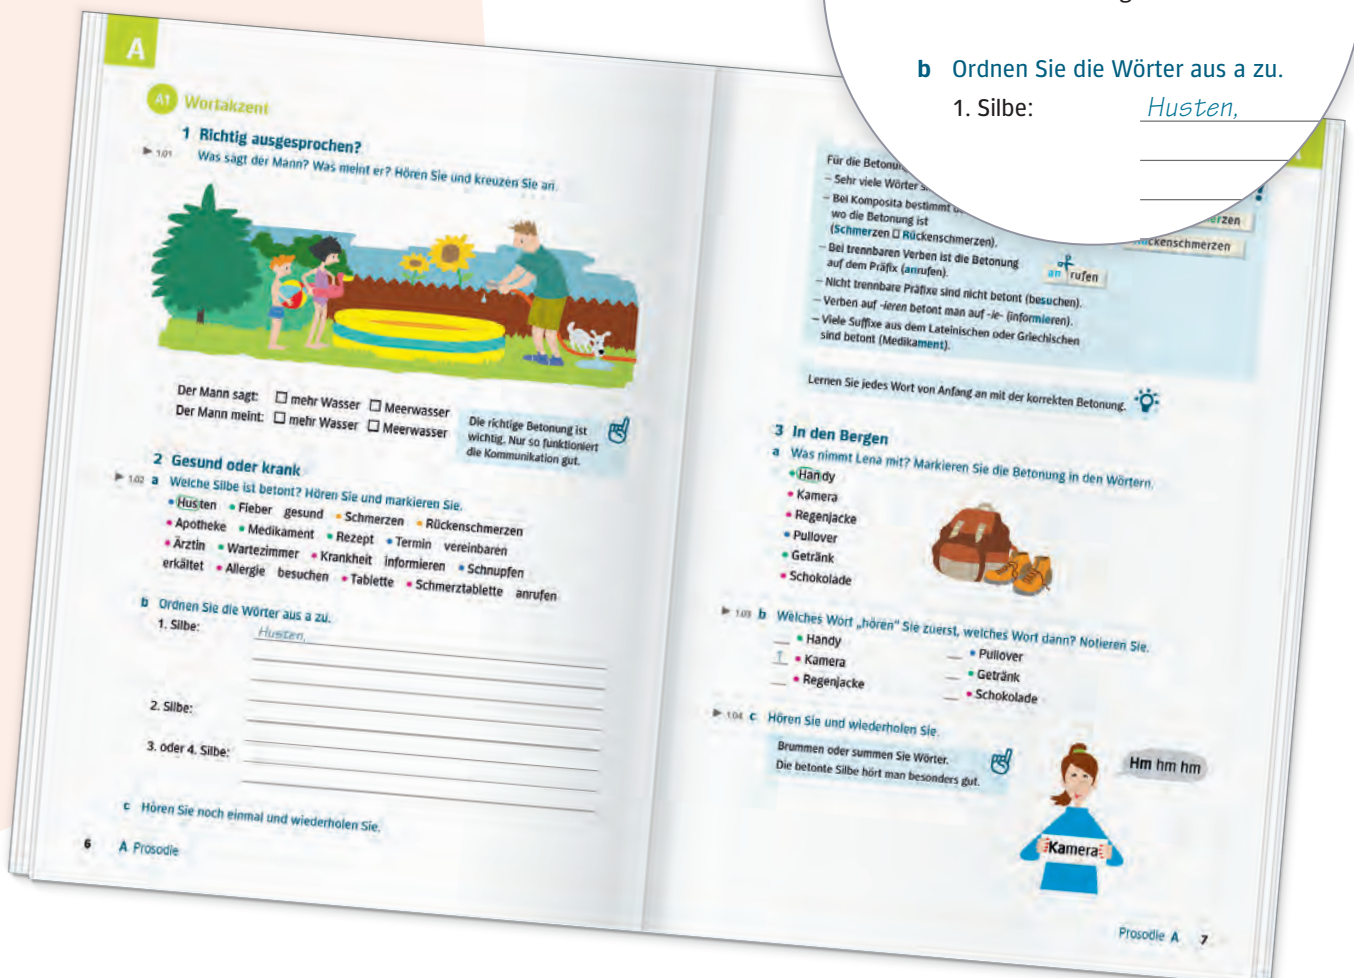 b Ordnen Sie die Wörter aus a zu.
1. Silbe: Husten,
A
A1 Wortakzent
1 Richtig ausgesprochen?
1.01 Was sagt der Mann? Was meint er? Hören Sie und kreuzen Sie an.
Der Mann sagt: mehr Wasser Meerwasser
Der Mann meint: mehr Wasser Meerwasser
Die richtige Betonung ist
wichtig. Nur so funktioniert
die Kommunikation gut.
2 Gesund oder krank
1.02 a Welche Silbe ist betont? Hören Sie und markieren Sie.
Husten Fieber gesund Schmerzen Rückenschmerzen
Apotheke Medikament Rezept Termin vereinbaren
Ärztin Wartezimmer Krankheit informieren Schnupfen
erkältet Allergie besuchen Tablette Schmerztablette anrufen
b Ordnen Sie die Wörter aus a zu.
1. Silbe: Husten,
2. Silbe:
3. oder 4. Silbe:
c Hören Sie noch einmal und wiederholen Sie.
6 A Prosodie
Für die
– Sehr viele Wörter
– Bei Komposita bestimmt
wo die Betonung ist
(Schmerzen Rückenschmerzen).
– Bei trennbaren Verben ist die Betonung
auf dem Präfix (anrufen).
– Nicht trennbare Präfixe sind nicht betont (besuchen).
– Verben auf -ieren betont man auf -ie- (informieren).
– Viele Suffixe aus dem Lateinischen oder Griechischen
sind betont (Medikament).
!
an rufen
Lernen Sie jedes Wort von Anfang an mit der korrekten Betonung.
3 In den Bergen
a Was nimmt Lena mit? Markieren Sie die Betonung in den Wörtern.
Handy
Kamera
Regenjacke
Pullover
Getränk
Schokolade
1.03 b Welches Wort „hören" Sie zuerst, welches Wort dann? Notieren Sie.
Handy
1 Kamera
Regenjacke
Pullover
Getränk
Schokolade
1.04 c Hören Sie und wiederholen Sie.
Brummen oder summen Sie Wörter.
Die betonte Silbe hört man besonders gut.
Hm hm hm
Kamera
Prosodie A 7